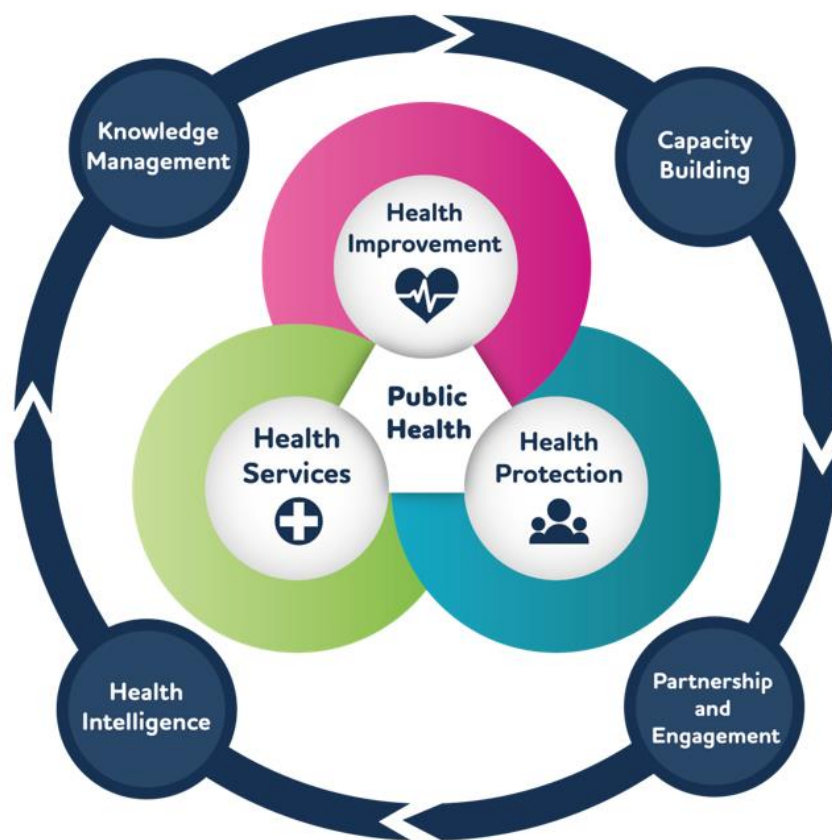 Knowledge
Management
Capacity
Building
Health
Improvement
Public
Health
Health
Services
Health
Protection
Health
Intelligence
Partnership
and
Engagement